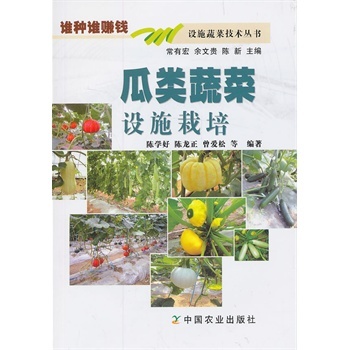 谁种谁赚钱
设施蔬菜技术丛书
常有宏 余文贵 陈新 主编
瓜类蔬菜
设施栽培
陈学好 陈龙正 曾爱松 等 编著
中国农业出版社